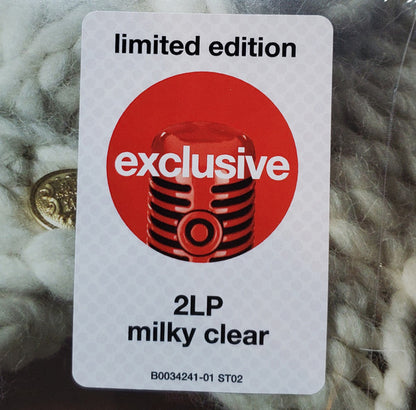 limited edition
exclusive
2LP
milky clear
B0034241-01 ST02